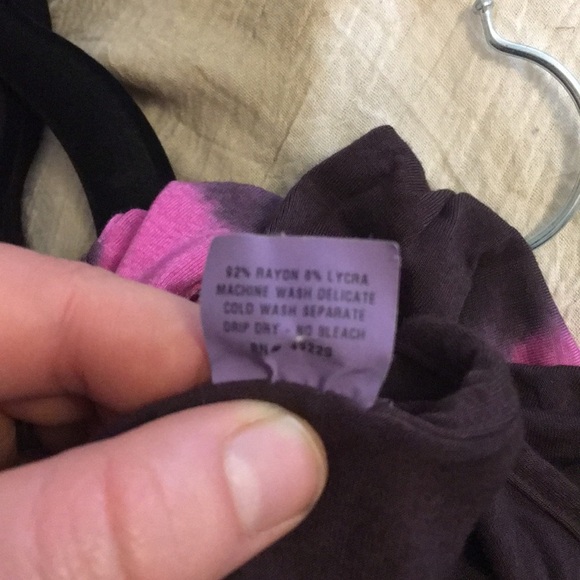 92% RAYON 8% LYCRA
MACHINE WASH DELICATE
COLD WASH SEPARATE
DRIP DRY - NO BLEACH
RN#